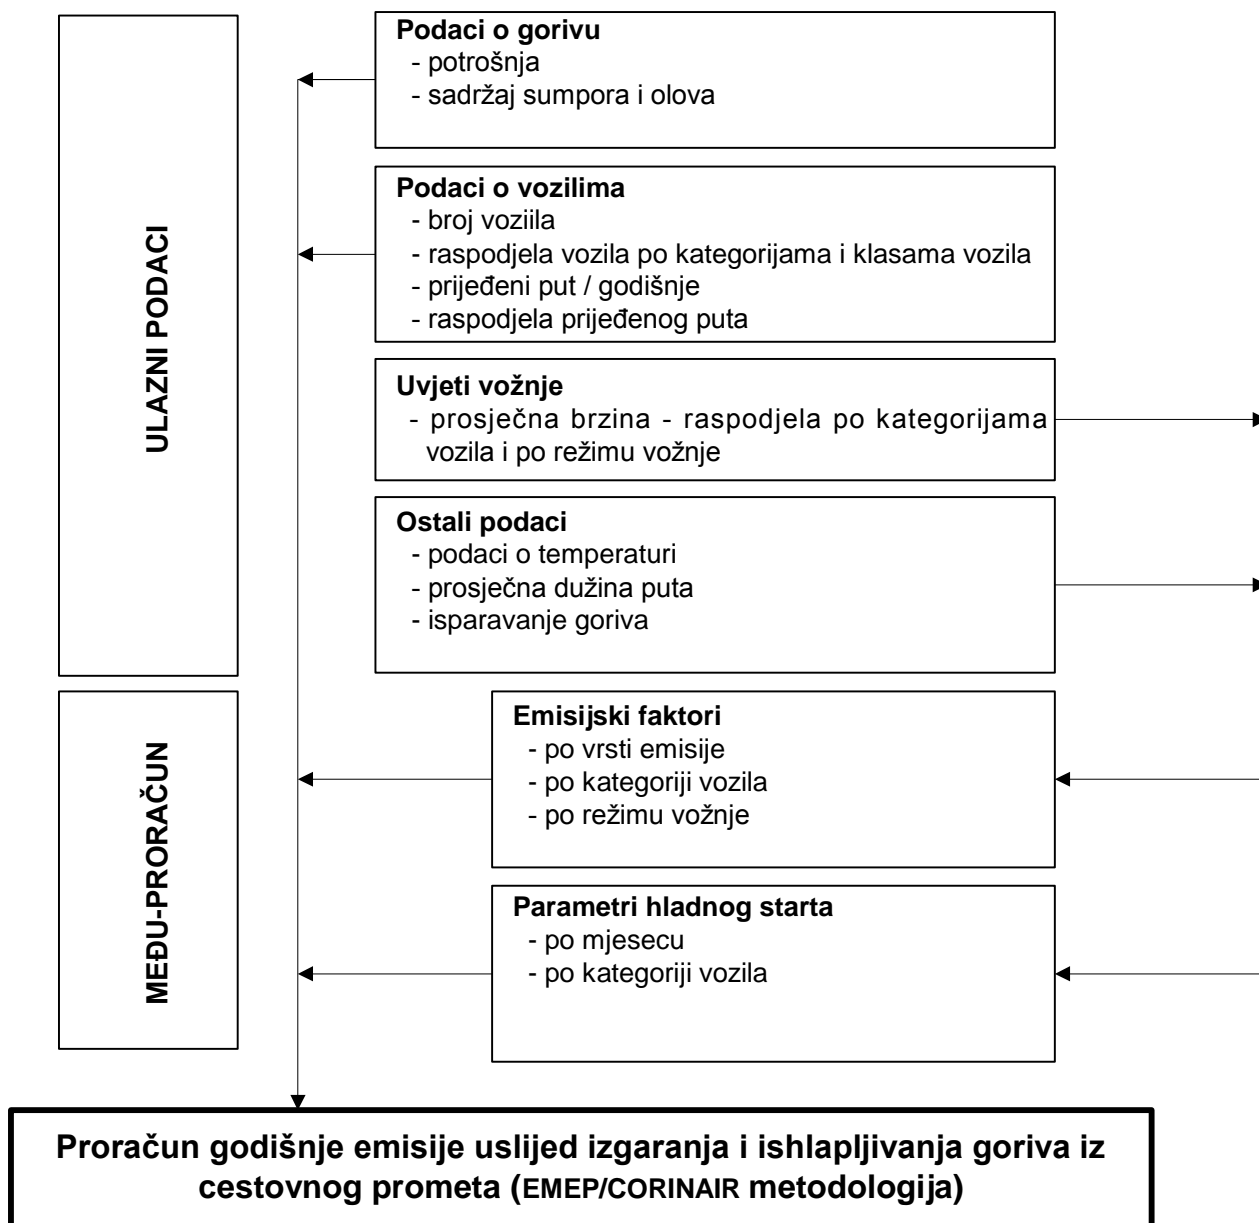 ULAZNI PODACI
Podaci o gorivu
- potrošnja
- sadržaj sumpora i olova
Podaci o vozilima
- broj voziila
- raspodjela vozila po kategorijama i klasama vozila
- prijeđeni put / godišnje
- raspodjela prijeđenog puta
Uvjeti vožnje
- prosječna brzina - raspodjela po kategorijama
vozila i po režimu vožnje
Ostali podaci
- podaci o temperaturi
- prosječna dužina puta
- isparavanje goriva
MEĐU-PRORAČUN
Emisijski faktori
- po vrsti emisije
- po kategoriji vozila
- po režimu vožnje
Parametri hladnog starta
- po mjesecu
- po kategoriji vozila
Proračun godišnje emisije uslijed izgaranja i ishlapljivanja goriva iz
cestovnog prometa (EMEP/CORINAIR metodologija)